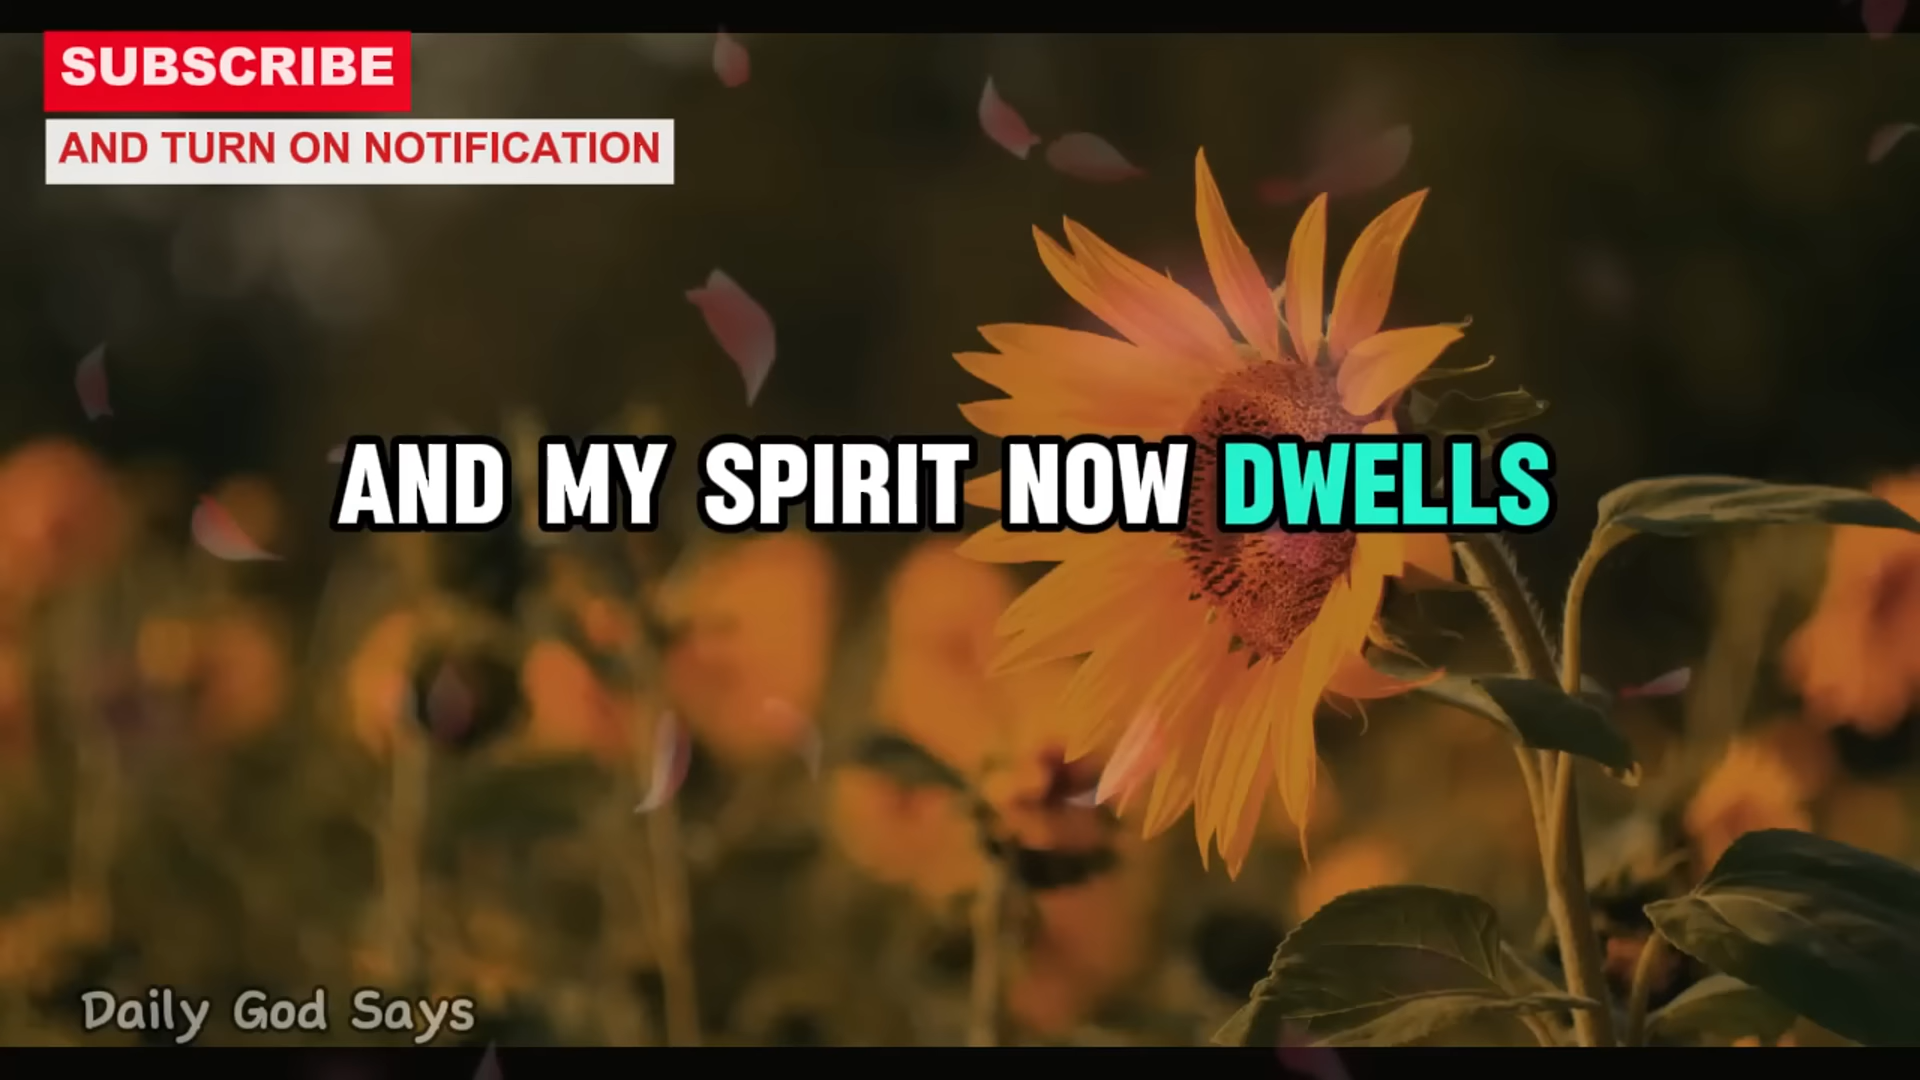 SUBSCRIBE
AND TURN ON NOTIFICATION
AND MY SPIRIT NOW DWELLS
Daily God Says